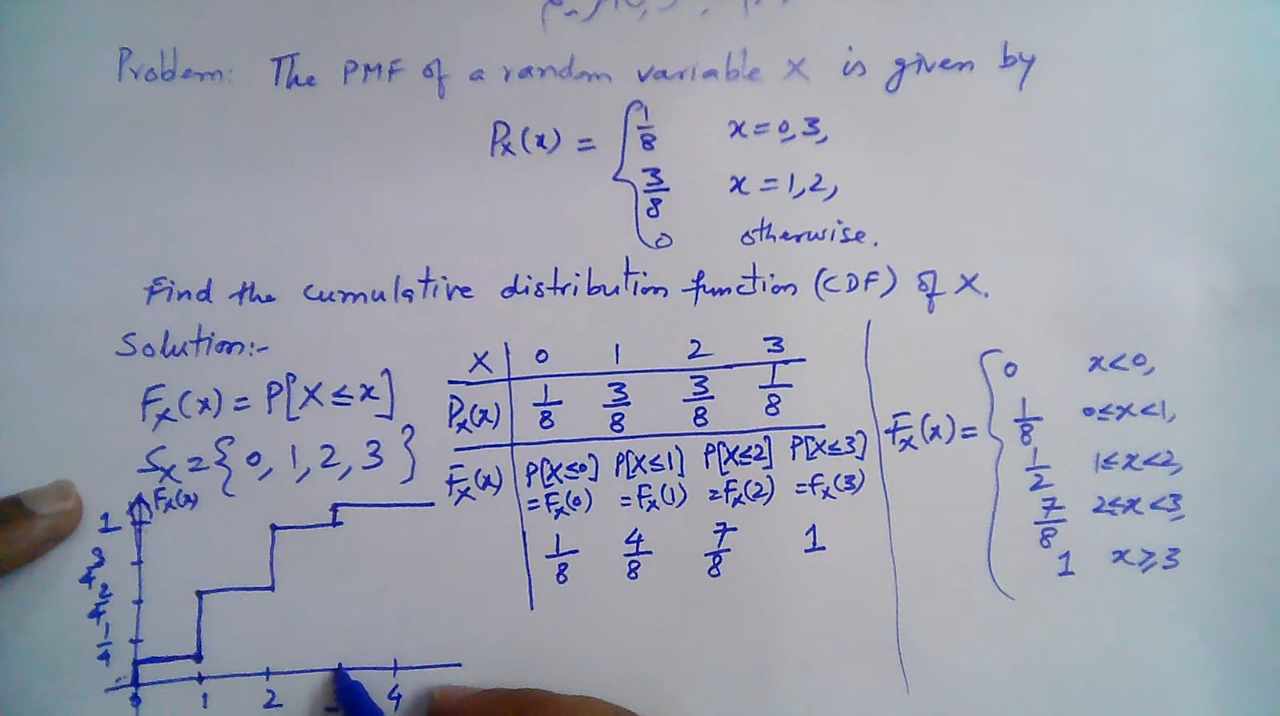 Problem: The PMF of a random variable X is given by
Pₓ(x) = { 1/8 x=0,3,
3/8 x=1,2,
0 otherwise.
Find the cumulative distribution function (CDF) of X.
Solution:-
Fₓ(x) = P[X≤x]
Sₓ={0,1,2,3}
X 0 1 2 3
Pₓ(x) 1/8 3/8 3/8 1/8
Fₓ(x) P[X≤0] P[X≤1] P[X≤2] P[X≤3]
=Fₓ(0) =Fₓ(1) =Fₓ(2) =Fₓ(3)
1/8 4/8 7/8 1
Fₓ(x)= { 0 x<0,
1/8 0≤x<1,
1/2 1≤x<2,
7/8 2≤x<3,
1 x≥3
Fₓ(x)
1
3/4
2/4
1/4
0 1 2 4